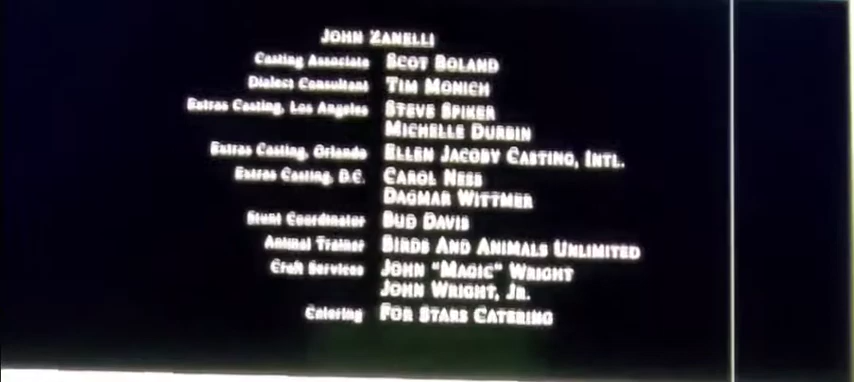 JOHN ZANELLI
Casting Associate SCOT BOLAND
Dialect Consultant TIM MONICH
Extras Casting, Los Angeles STEVE SPIKER
MICHELLE DURBIN
Extras Casting, Orlando ELLEN JACOBY CASTING, INTL.
Extras Casting, D.C. CAROL NESS
DAGMAR WITTMER
Stunt Coordinator BUD DAVIS
Animal Trainer BIRDS AND ANIMALS UNLIMITED
Craft Services JOHN "MAGIC" WRIGHT
JOHN WRIGHT, JR.
Catering FOR STARS CATERING